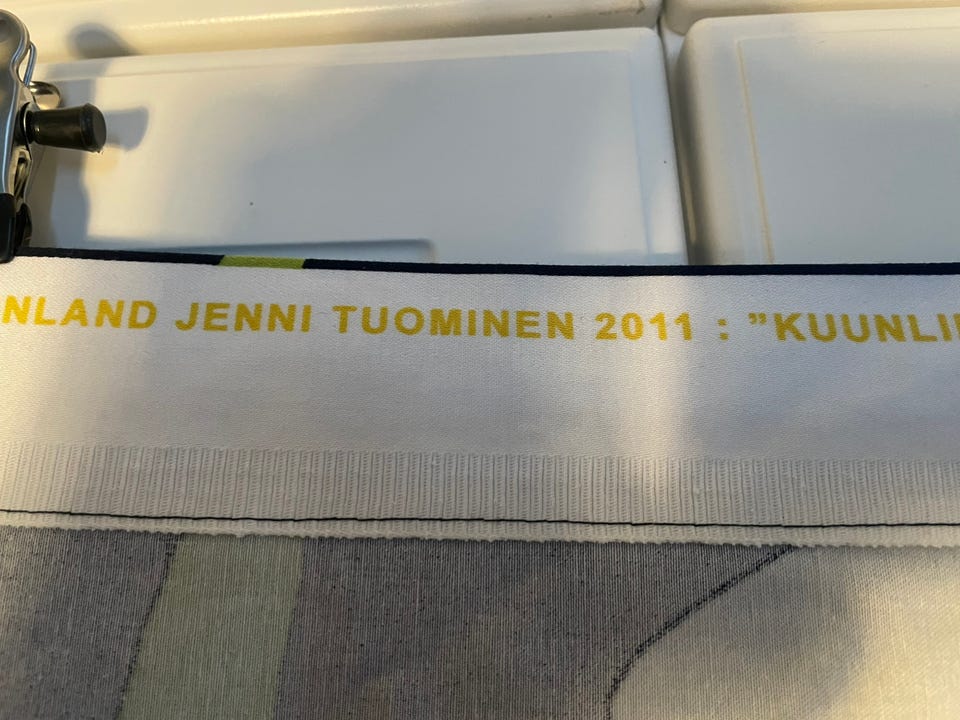 NLAND JENNI TUOMINEN 2011 : ”KUUNLI